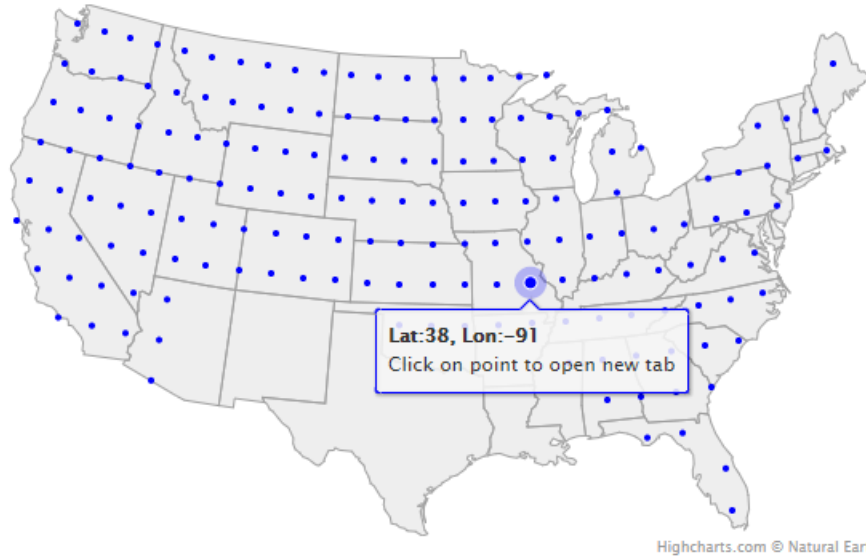 Lat:38, Lon:−91
Click on point to open new tab
Highcharts.com © Natural Ear